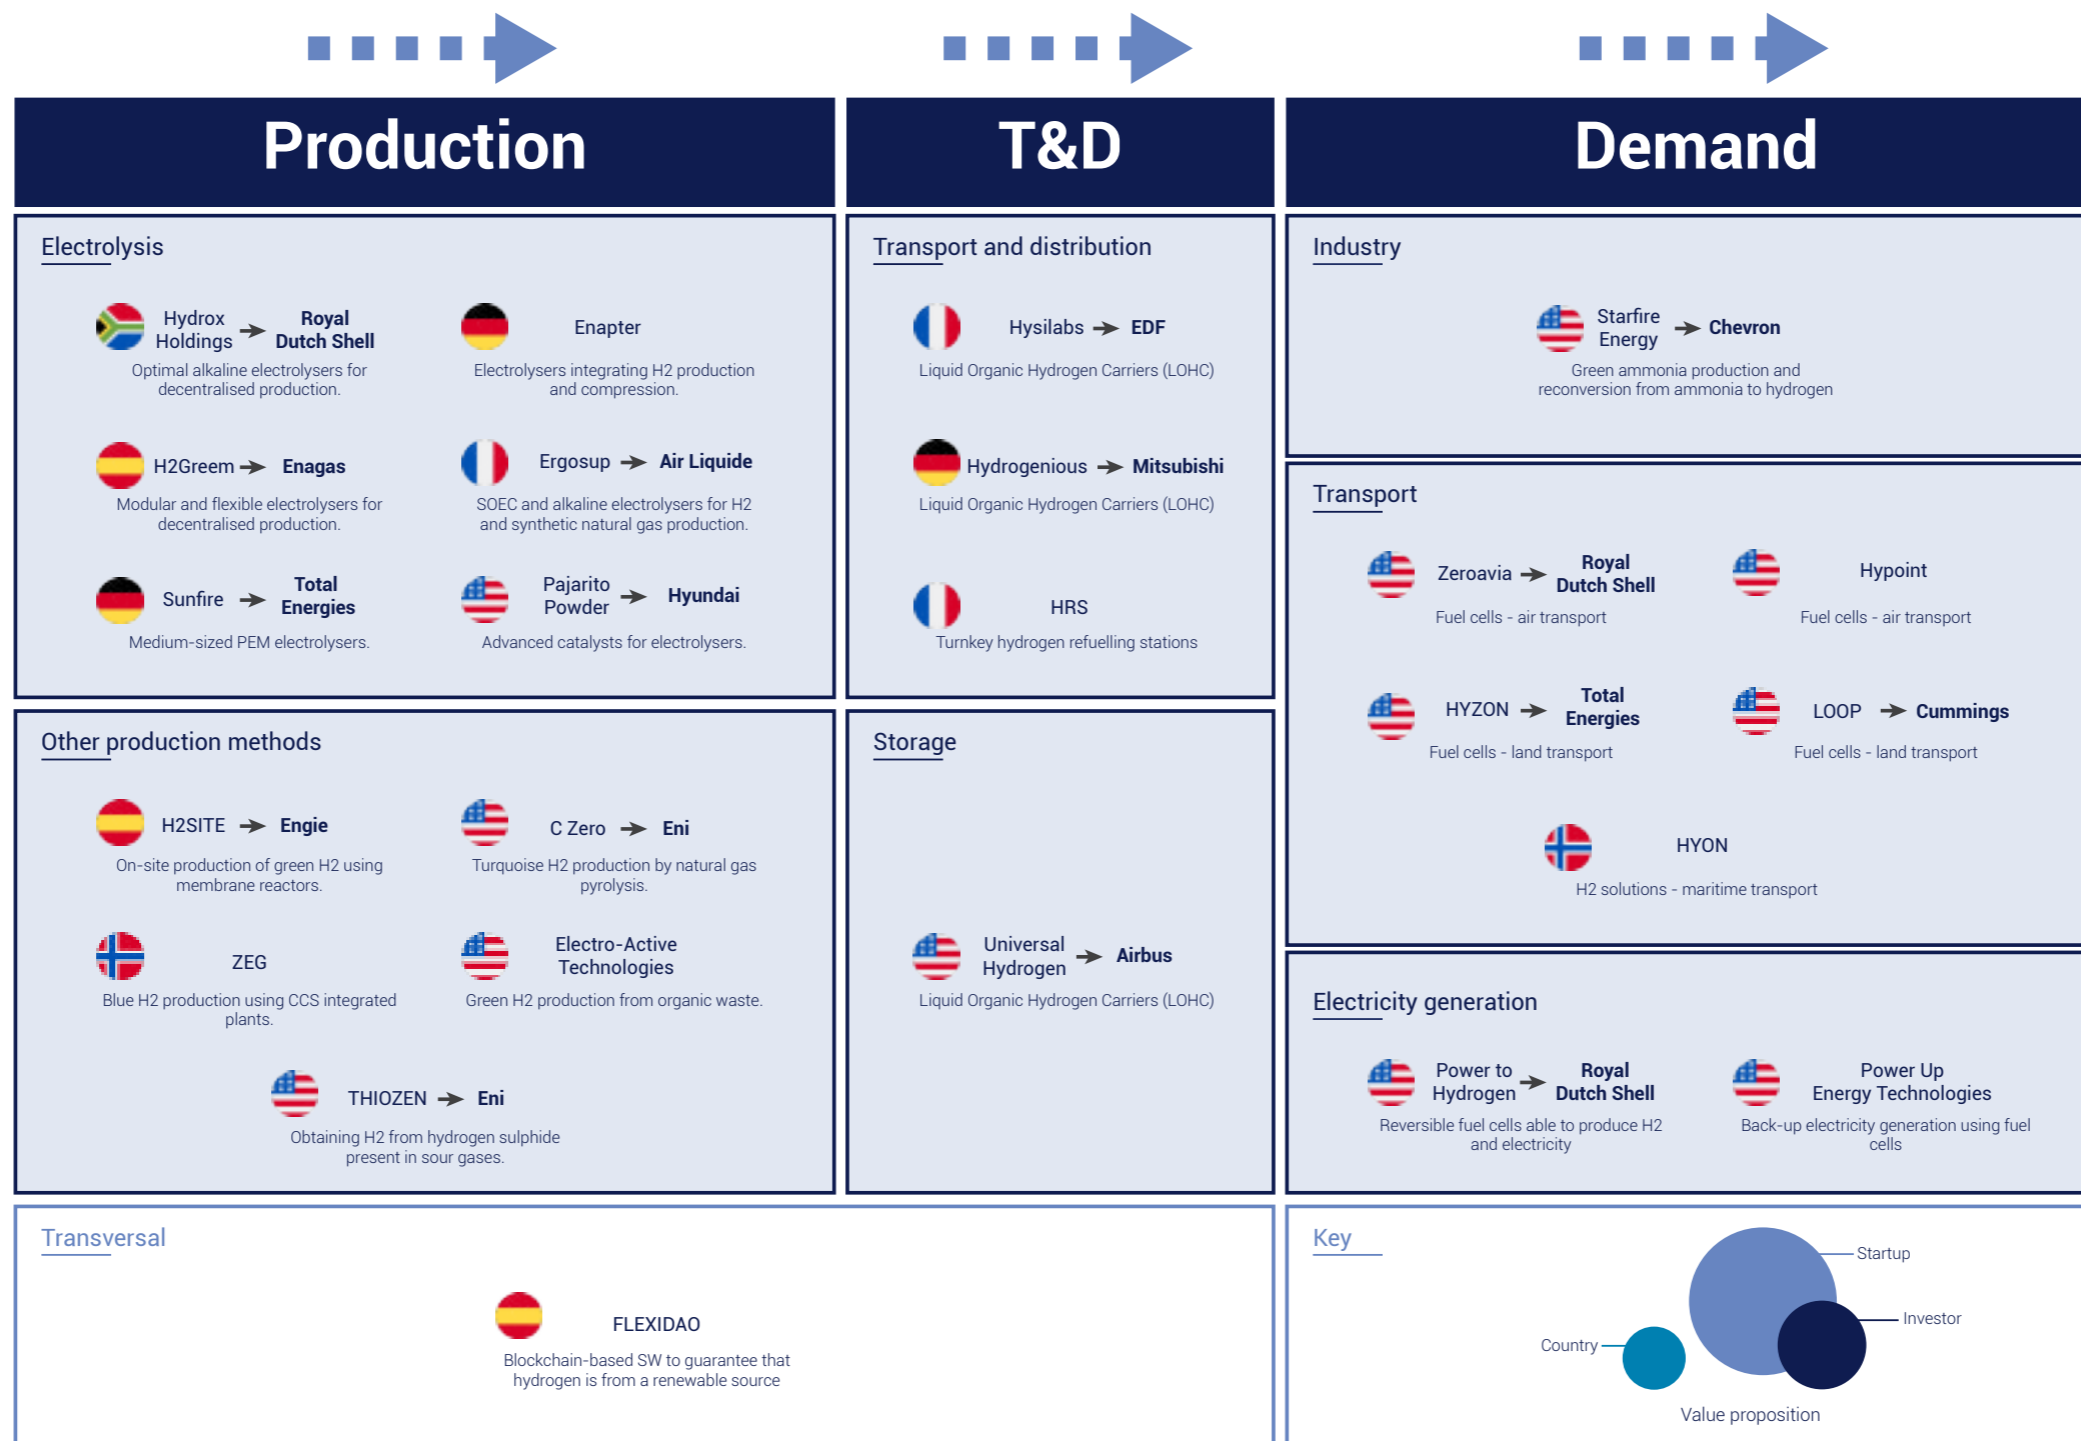 Production
T&D
Demand
Electrolysis
Hydrox
Holdings
Royal
Dutch Shell
Optimal alkaline electrolysers for
decentralised production.
Enapter
Electrolysers integrating H2 production
and compression.
H2Greem
Enagas
Modular and flexible electrolysers for
decentralised production.
Ergosup
Air Liquide
SOEC and alkaline electrolysers for H2
and synthetic natural gas production.
Sunfire
Total
Energies
Medium-sized PEM electrolysers.
Pajarito
Powder
Hyundai
Advanced catalysts for electrolysers.
Other production methods
H2SITE
Engie
On-site production of green H2 using
membrane reactors.
C Zero
Eni
Turquoise H2 production by natural gas
pyrolysis.
ZEG
Blue H2 production using CCS integrated
plants.
Electro-Active
Technologies
Green H2 production from organic waste.
THIOZEN
Eni
Obtaining H2 from hydrogen sulphide
present in sour gases.
Transport and distribution
Hysilabs
EDF
Liquid Organic Hydrogen Carriers (LOHC)
Hydrogenious
Mitsubishi
Liquid Organic Hydrogen Carriers (LOHC)
HRS
Turnkey hydrogen refuelling stations
Storage
Universal
Hydrogen
Airbus
Liquid Organic Hydrogen Carriers (LOHC)
Industry
Starfire
Energy
Chevron
Green ammonia production and
reconversion from ammonia to hydrogen
Transport
Zeroavia
Royal
Dutch Shell
Fuel cells - air transport
Hypoint
Fuel cells - air transport
HYZON
Total
Energies
Fuel cells - land transport
LOOP
Cummings
Fuel cells - land transport
HYON
H2 solutions - maritime transport
Electricity generation
Power to
Hydrogen
Royal
Dutch Shell
Reversible fuel cells able to produce H2
and electricity
Power Up
Energy Technologies
Back-up electricity generation using fuel
cells
Transversal
FLEXIDAO
Blockchain-based SW to guarantee that
hydrogen is from a renewable source
Key
Startup
Investor
Country
Value proposition